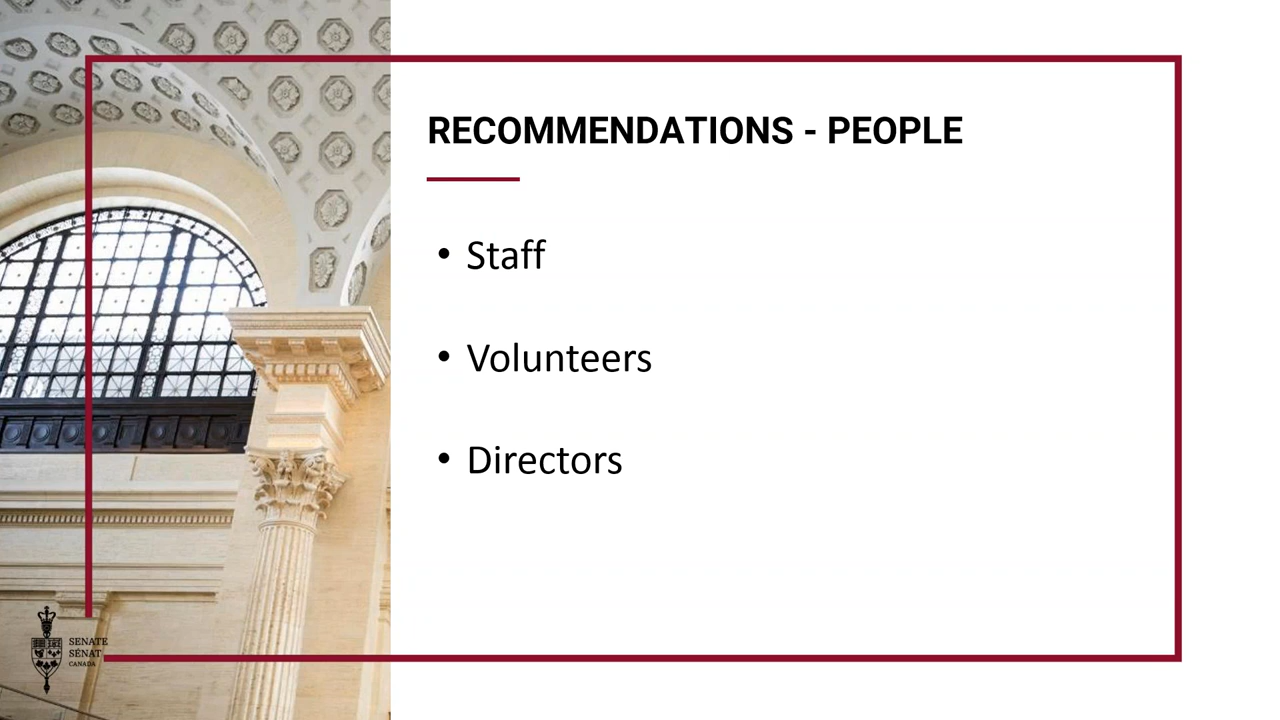 RECOMMENDATIONS - PEOPLE
• Staff
• Volunteers
• Directors
SENATE
SÉNAT
CANADA